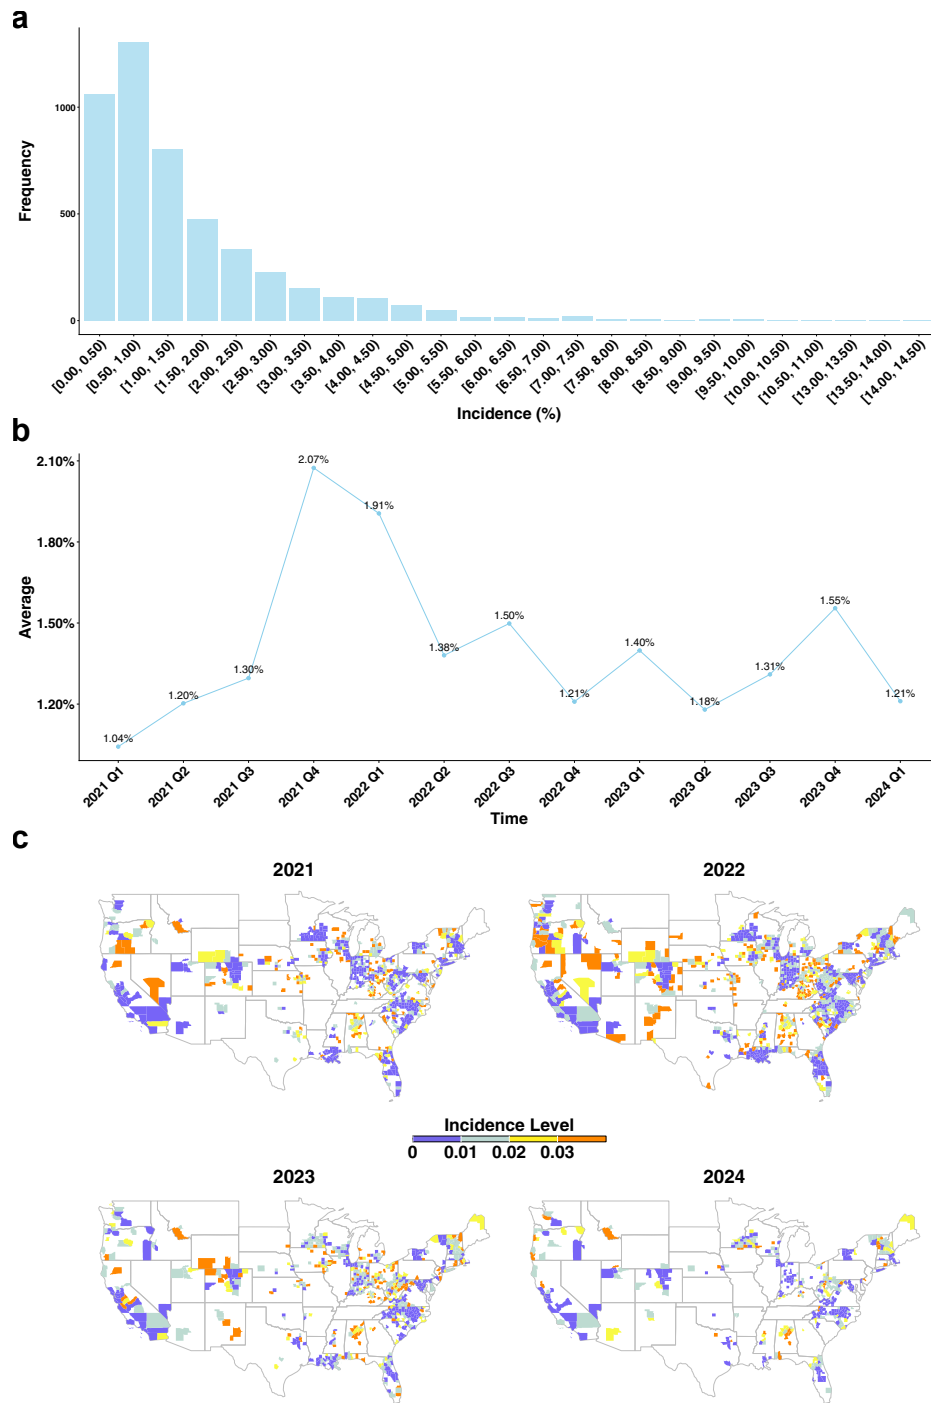 a
1000
500
0
Frequency
[0.00, 0.50)
[0.50, 1.00)
[1.00, 1.50)
[1.50, 2.00)
[2.00, 2.50)
[2.50, 3.00)
[3.00, 3.50)
[3.50, 4.00)
[4.00, 4.50)
[4.50, 5.00)
[5.00, 5.50)
[5.50, 6.00)
[6.00, 6.50)
[6.50, 7.00)
[7.00, 7.50)
[7.50, 8.00)
[8.00, 8.50)
[8.50, 9.00)
[9.00, 9.50)
[9.50, 10.00)
[10.00, 10.50)
[10.50, 11.00)
[13.00, 13.50)
[13.50, 14.00)
[14.00, 14.50)
Incidence (%)
b
2.10%
1.80%
1.50%
1.20%
Average
1.04%
1.20%
1.30%
2.07%
1.91%
1.38%
1.50%
1.21%
1.40%
1.18%
1.31%
1.55%
1.21%
2021 Q1
2021 Q2
2021 Q3
2021 Q4
2022 Q1
2022 Q2
2022 Q3
2022 Q4
2023 Q1
2023 Q2
2023 Q3
2023 Q4
2024 Q1
Time
c
2021
2022
Incidence Level
0 0.01 0.02 0.03
2023
2024